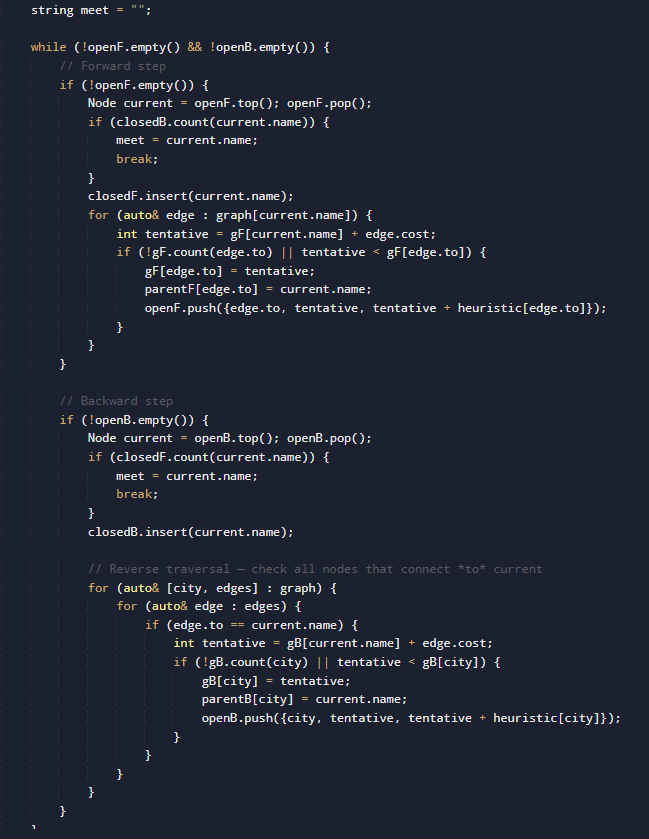 string meet = "";
while (!openF.empty() && !openB.empty()) {
// Forward step
if (!openF.empty()) {
Node current = openF.top(); openF.pop();
if (closedB.count(current.name)) {
meet = current.name;
break;
}
closedF.insert(current.name);
for (auto& edge : graph[current.name]) {
int tentative = gF[current.name] + edge.cost;
if (!gF.count(edge.to) || tentative < gF[edge.to]) {
gF[edge.to] = tentative;
parentF[edge.to] = current.name;
openF.push({edge.to, tentative, tentative + heuristic[edge.to]});
}
}
}
// Backward step
if (!openB.empty()) {
Node current = openB.top(); openB.pop();
if (closedF.count(current.name)) {
meet = current.name;
break;
}
closedB.insert(current.name);
// Reverse traversal — check all nodes that connect *to* current
for (auto& [city, edges] : graph) {
for (auto& edge : edges) {
if (edge.to == current.name) {
int tentative = gB[current.name] + edge.cost;
if (!gB.count(city) || tentative < gB[city]) {
gB[city] = tentative;
parentB[city] = current.name;
openB.push({city, tentative, tentative + heuristic[city]});
}
}
}
}
}